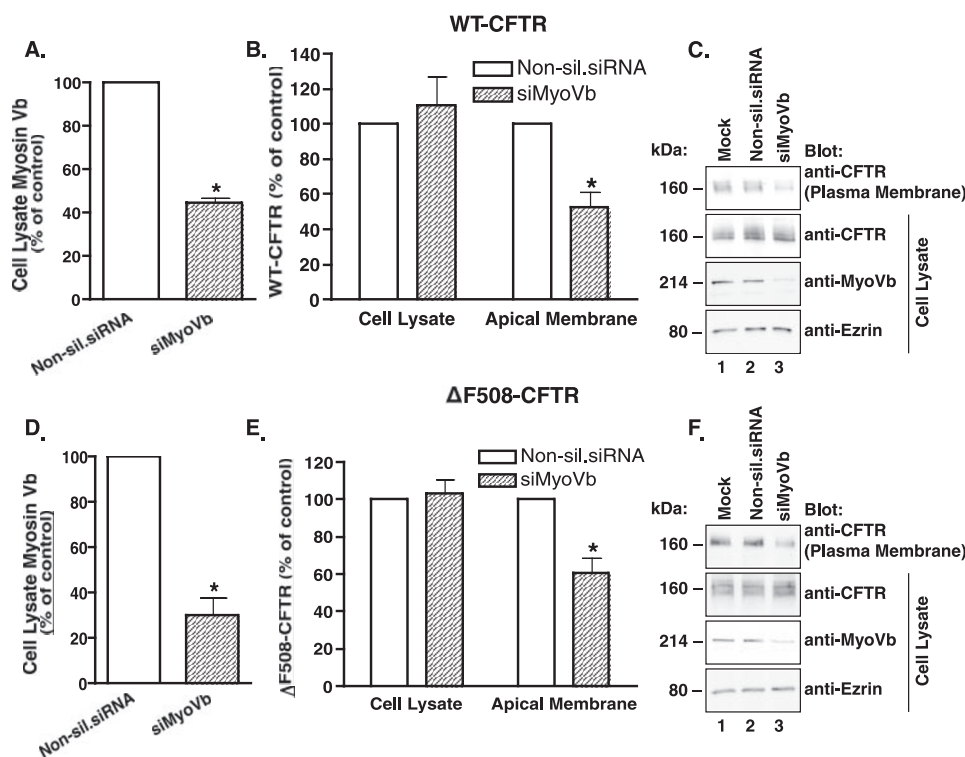 WT-CFTR
A.
Cell Lysate Myosin Vb
(% of control)
100
80
60
40
20
0
*
Non-sil.siRNA
siMyoVb
B.
WT-CFTR (% of control)
140
120
100
80
60
40
20
0
Non-sil.siRNA
siMyoVb
*
Cell Lysate
Apical Membrane
C.
Mock
Non-sil.siRNA
siMyoVb
kDa:
Blot:
160
anti-CFTR
(Plasma Membrane)
160
anti-CFTR
214
anti-MyoVb
80
anti-Ezrin
Cell Lysate
1 2 3
ΔF508-CFTR
D.
Cell Lysate Myosin Vb
(% of control)
100
80
60
40
20
0
*
Non-sil.siRNA
siMyoVb
E.
ΔF508-CFTR (% of control)
120
100
80
60
40
20
0
Non-sil.siRNA
siMyoVb
*
Cell Lysate
Apical Membrane
F.
Mock
Non-sil.siRNA
siMyoVb
kDa:
Blot:
160
anti-CFTR
(Plasma Membrane)
160
anti-CFTR
214
anti-MyoVb
80
anti-Ezrin
Cell Lysate
1 2 3